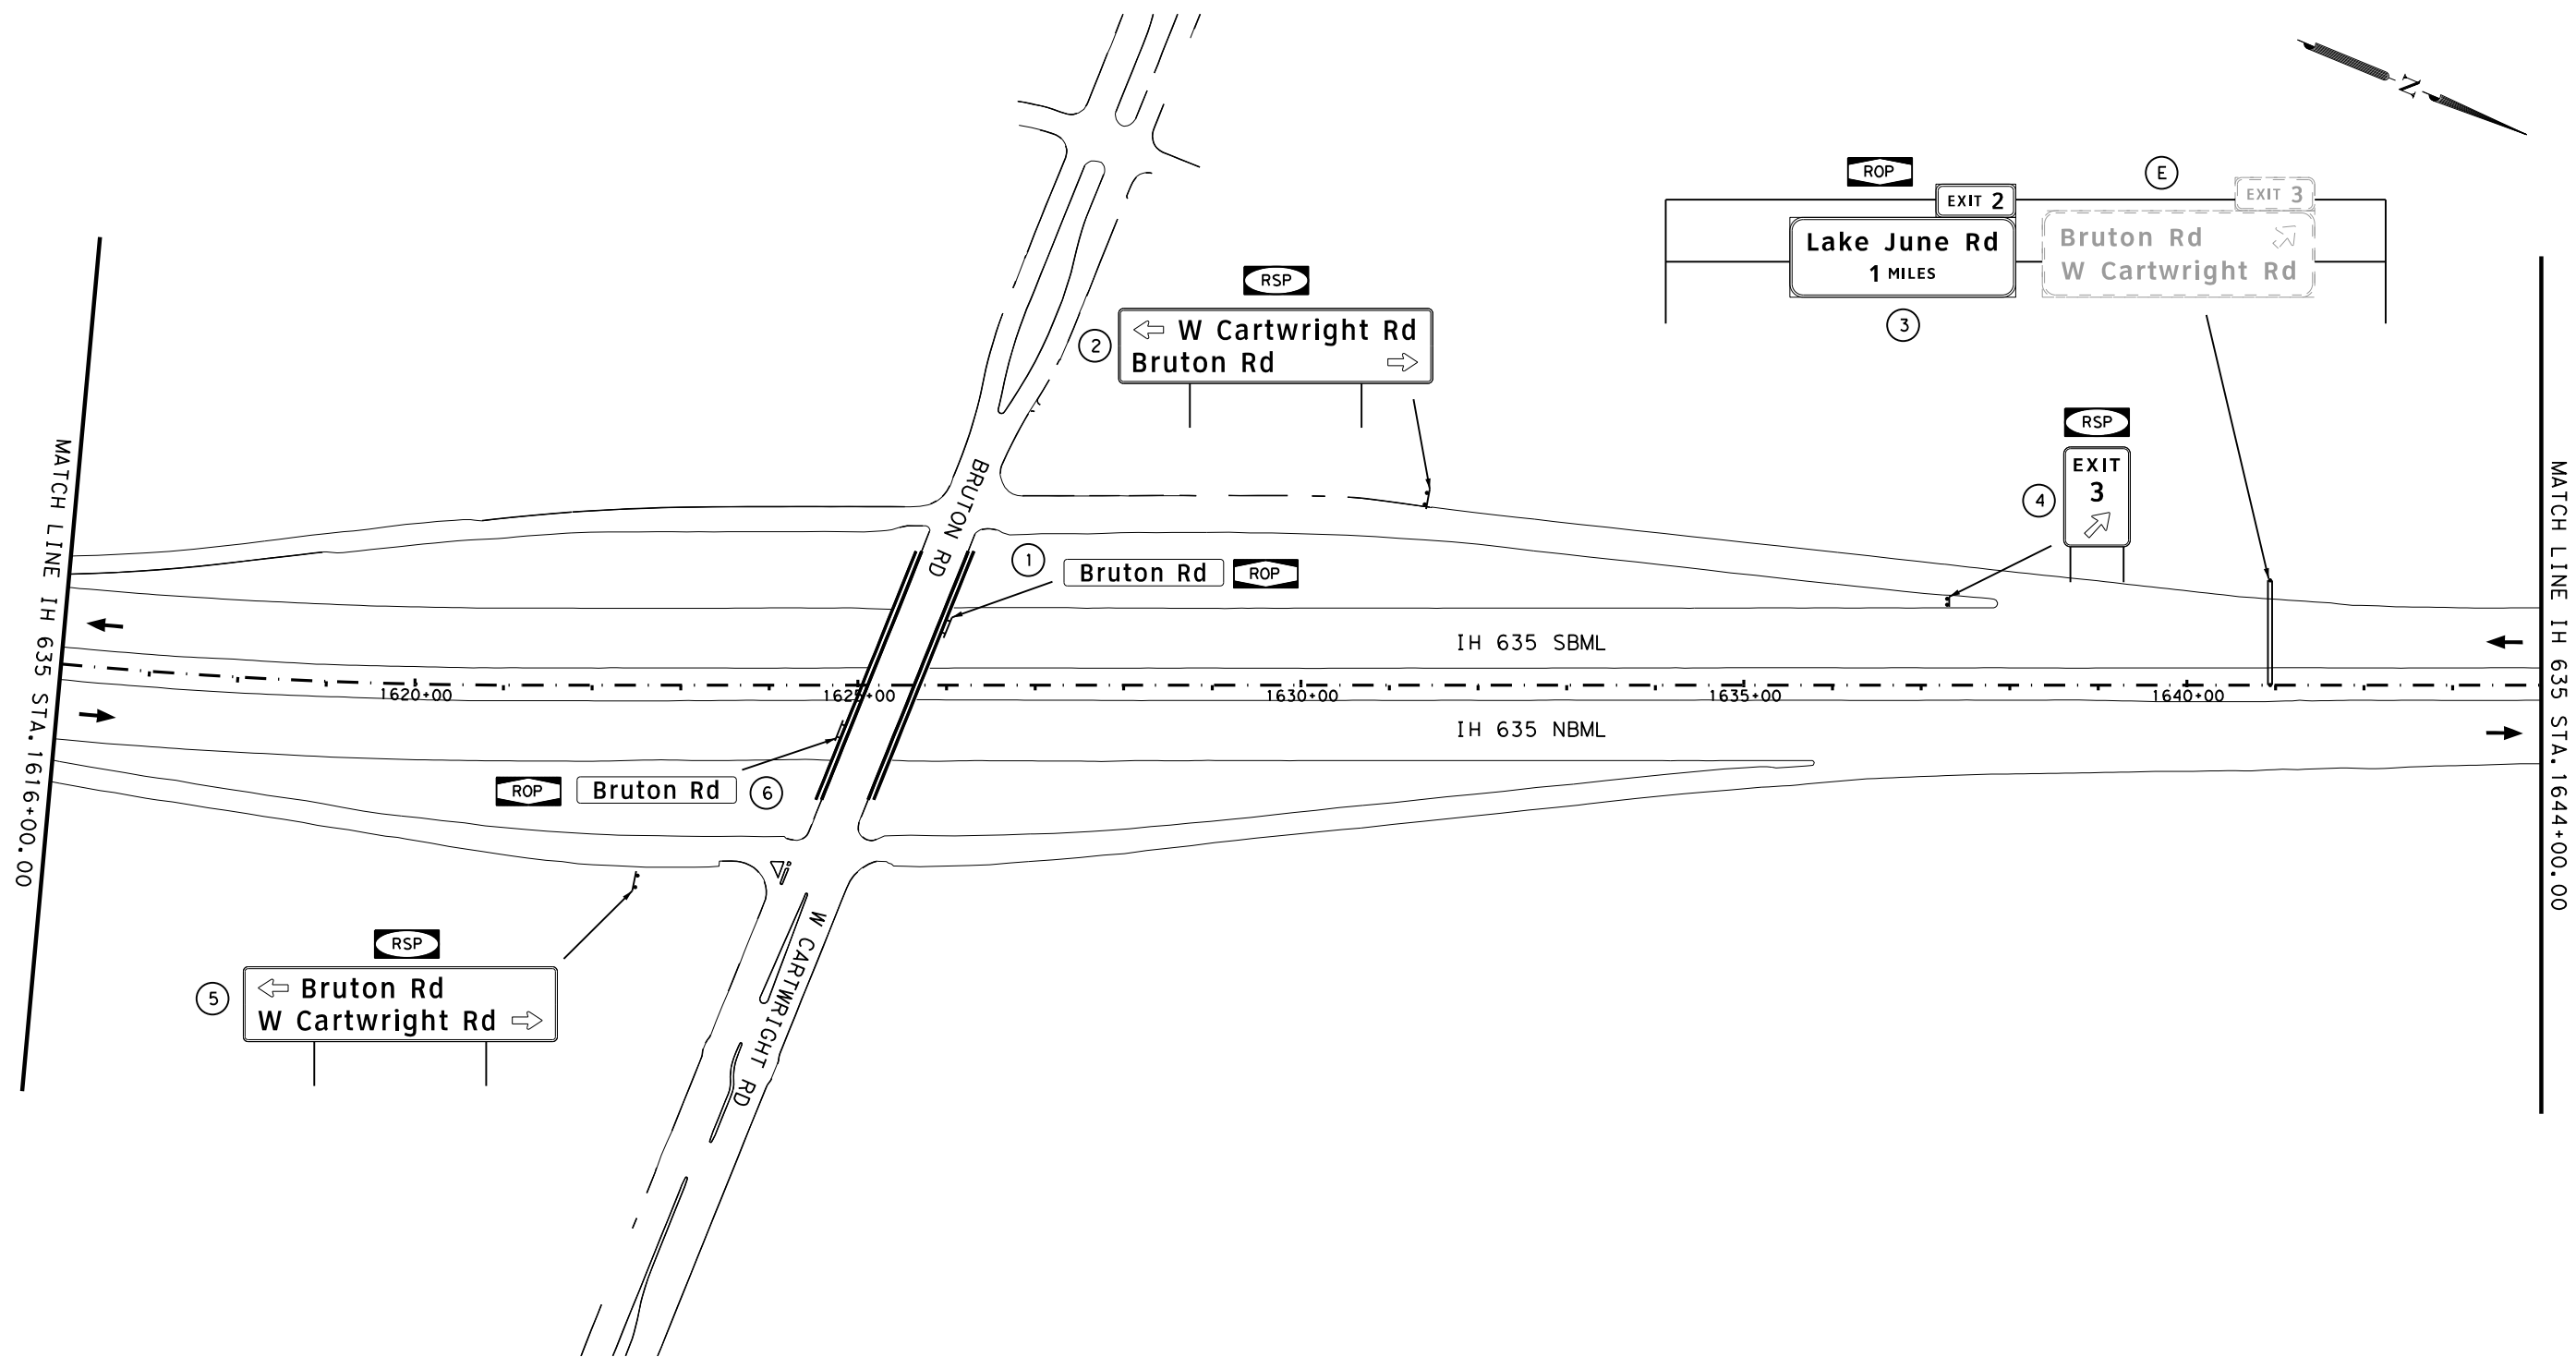 N
ROP
E
EXIT 2
EXIT 3
Lake June Rd
1 MILES
Bruton Rd
W Cartwright Rd
3
RSP
2
W Cartwright Rd
Bruton Rd
RSP
4
EXIT
3
MATCH LINE IH 635 STA.1616+00.00
MATCH LINE IH 635 STA.1644+00.00
BRUTON RD
1
Bruton Rd
ROP
IH 635 SBML
1620+00
1625+00
1630+00
1635+00
1640+00
IH 635 NBML
ROP
Bruton Rd
6
W CARTWRIGHT RD
RSP
5
Bruton Rd
W Cartwright Rd